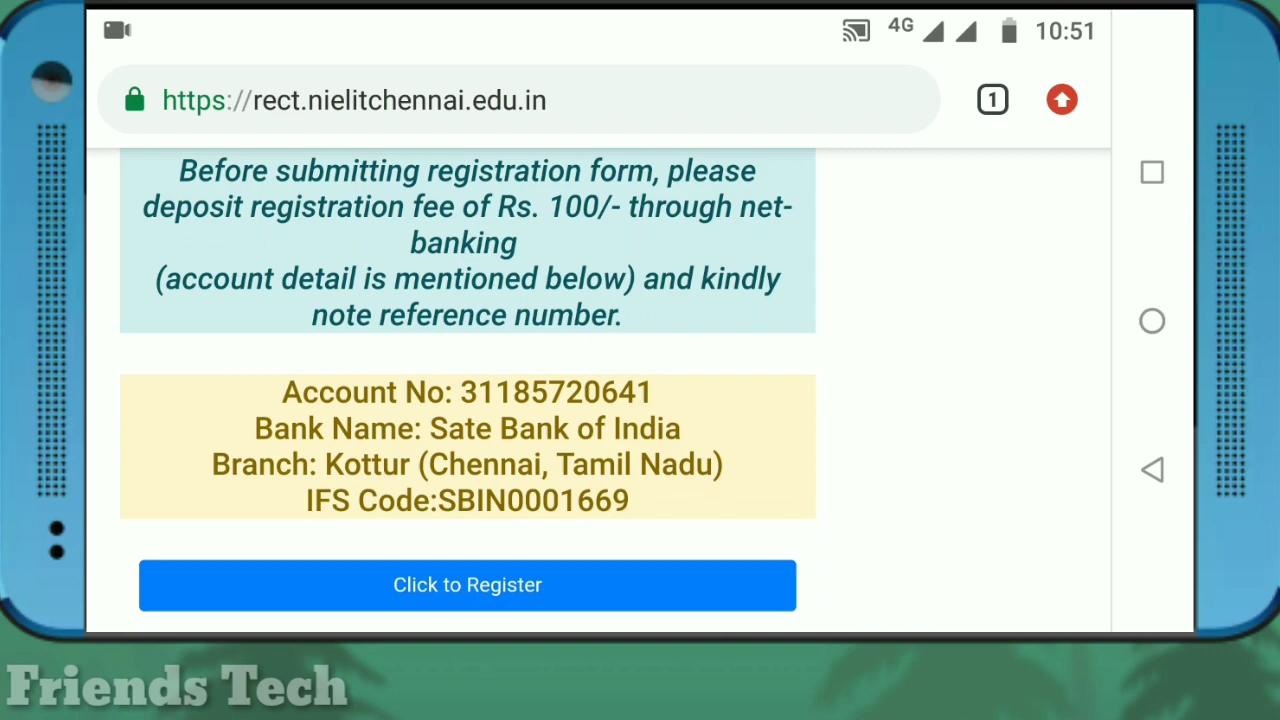 4G 10:51
https://rect.nielitchennai.edu.in
1
Before submitting registration form, please
deposit registration fee of Rs. 100/- through net-
banking
(account detail is mentioned below) and kindly
note reference number.
Account No: 31185720641
Bank Name: Sate Bank of India
Branch: Kottur (Chennai, Tamil Nadu)
IFS Code:SBIN0001669
Click to Register
Friends Tech